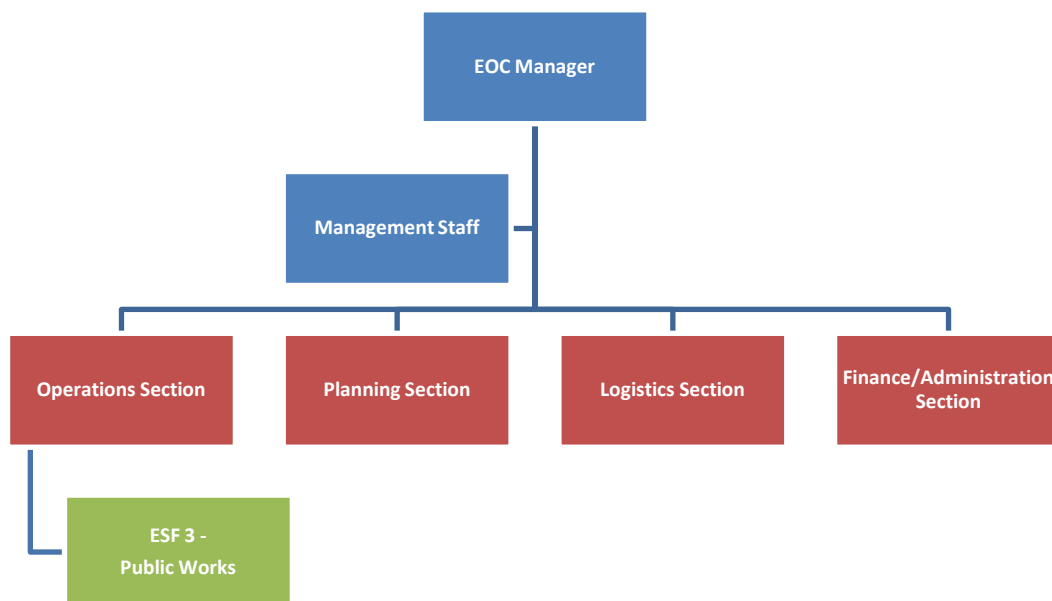 EOC Manager
Management Staff
Operations Section
Planning Section
Logistics Section
Finance/Administration
Section
ESF 3 -
Public Works